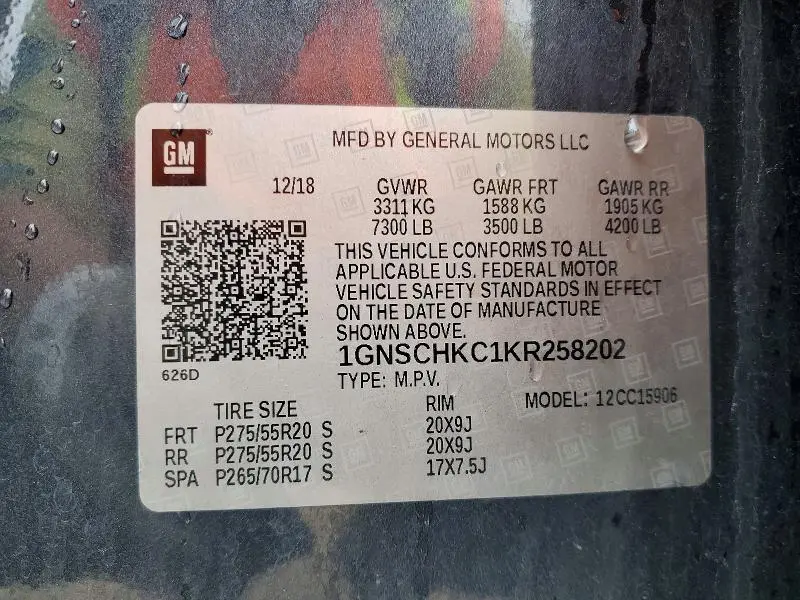 GM
MFD BY GENERAL MOTORS LLC
12/18 GVWR GAWR FRT GAWR RR
3311 KG 1588 KG 1905 KG
7300 LB 3500 LB 4200 LB
THIS VEHICLE CONFORMS TO ALL
APPLICABLE U.S. FEDERAL MOTOR
VEHICLE SAFETY STANDARDS IN EFFECT
ON THE DATE OF MANUFACTURE
SHOWN ABOVE.
1GNSCHKC1KR258202
626D
TYPE: M.P.V. MODEL: 12CC15906
TIRE SIZE RIM
FRT P275/55R20 S 20X9J
RR P275/55R20 S 20X9J
SPA P265/70R17 S 17X7.5J